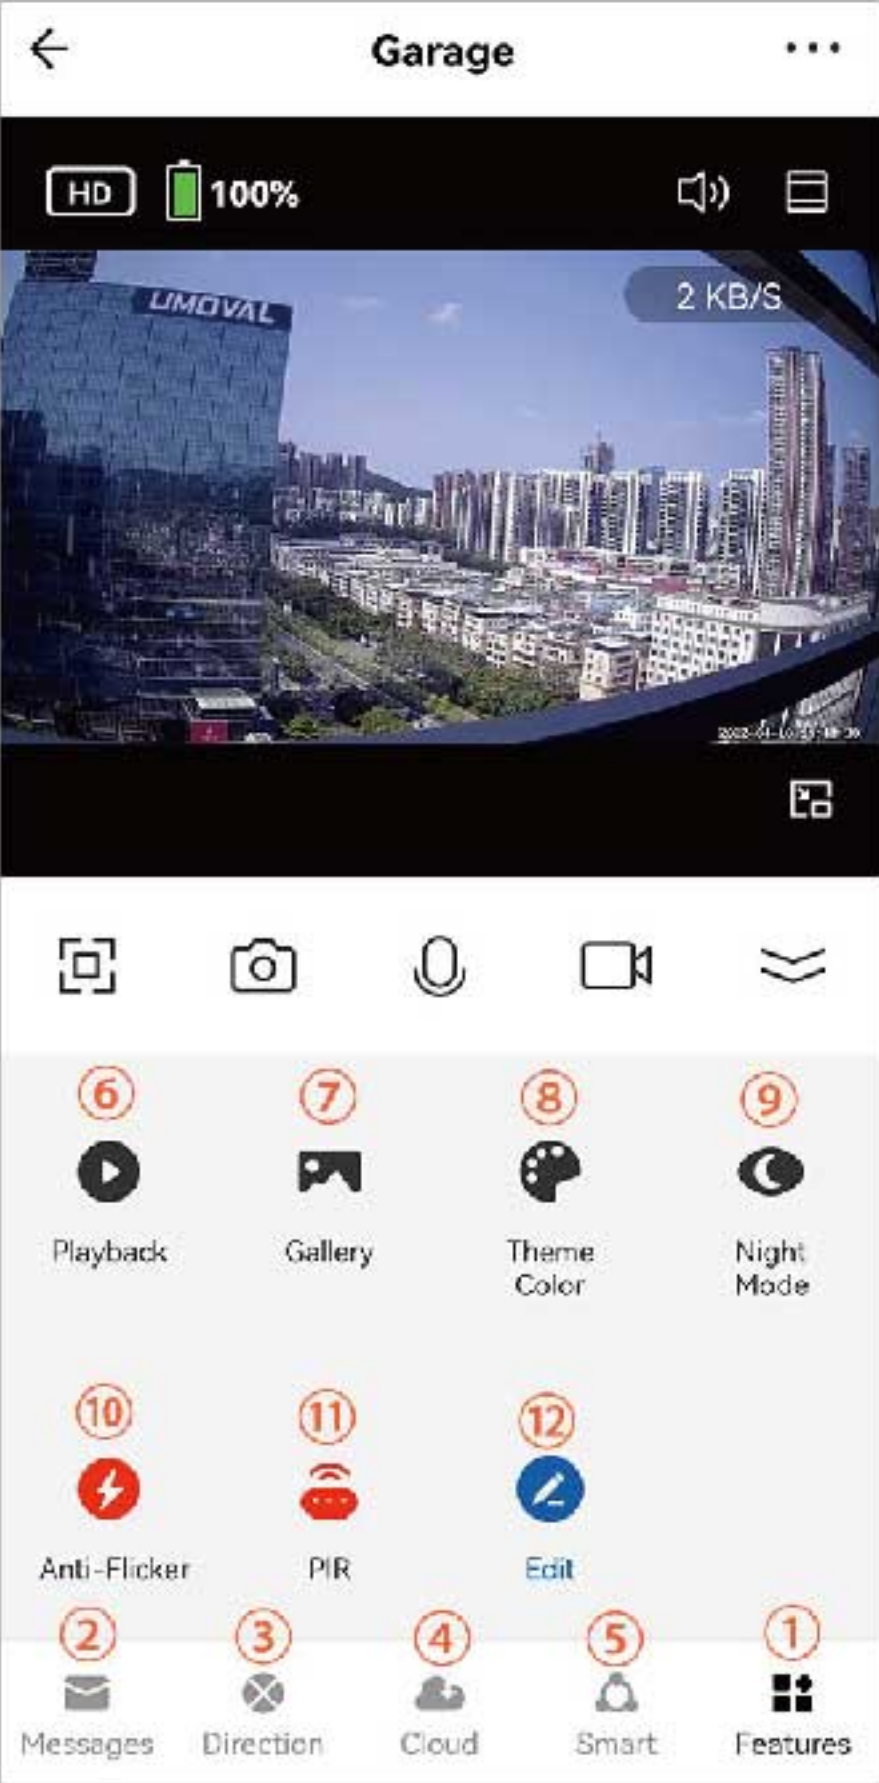 Garage
HD 100%
UMOVAL
2 KB/S
⑥ ⑦ ⑧ ⑨
Playback Gallery Theme Color Night Mode
⑩ ⑪ ⑫
Anti-Flicker PIR Edit
② ③ ④ ⑤ ①
Messages Direction Cloud Smart Features